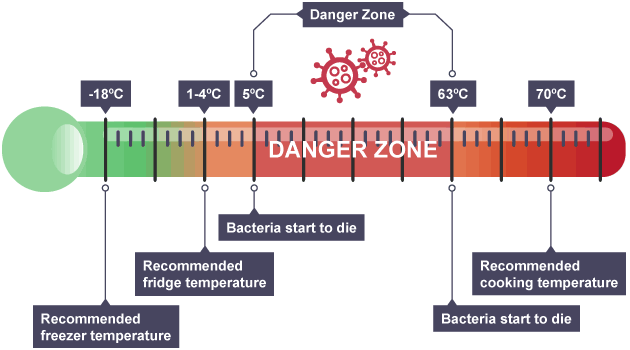 Danger Zone
-18ºC
1-4ºC
5ºC
63ºC
70ºC
DANGER ZONE
Bacteria start to die
Recommended
fridge temperature
Recommended
cooking temperature
Recommended
freezer temperature
Bacteria start to die